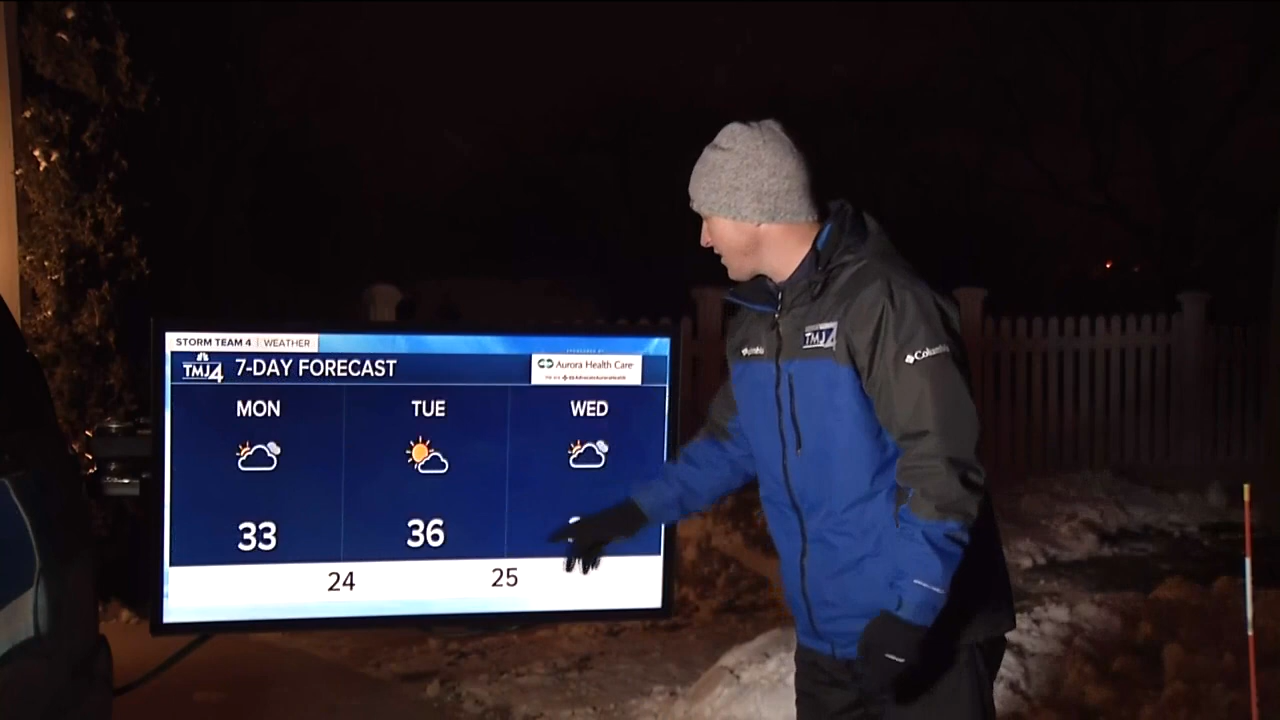 STORM TEAM 4 | WEATHER
TMJ4
7-DAY FORECAST
Aurora Health Care
MON
TUE
WED
33
36
24
25
TMJ4
Columbia